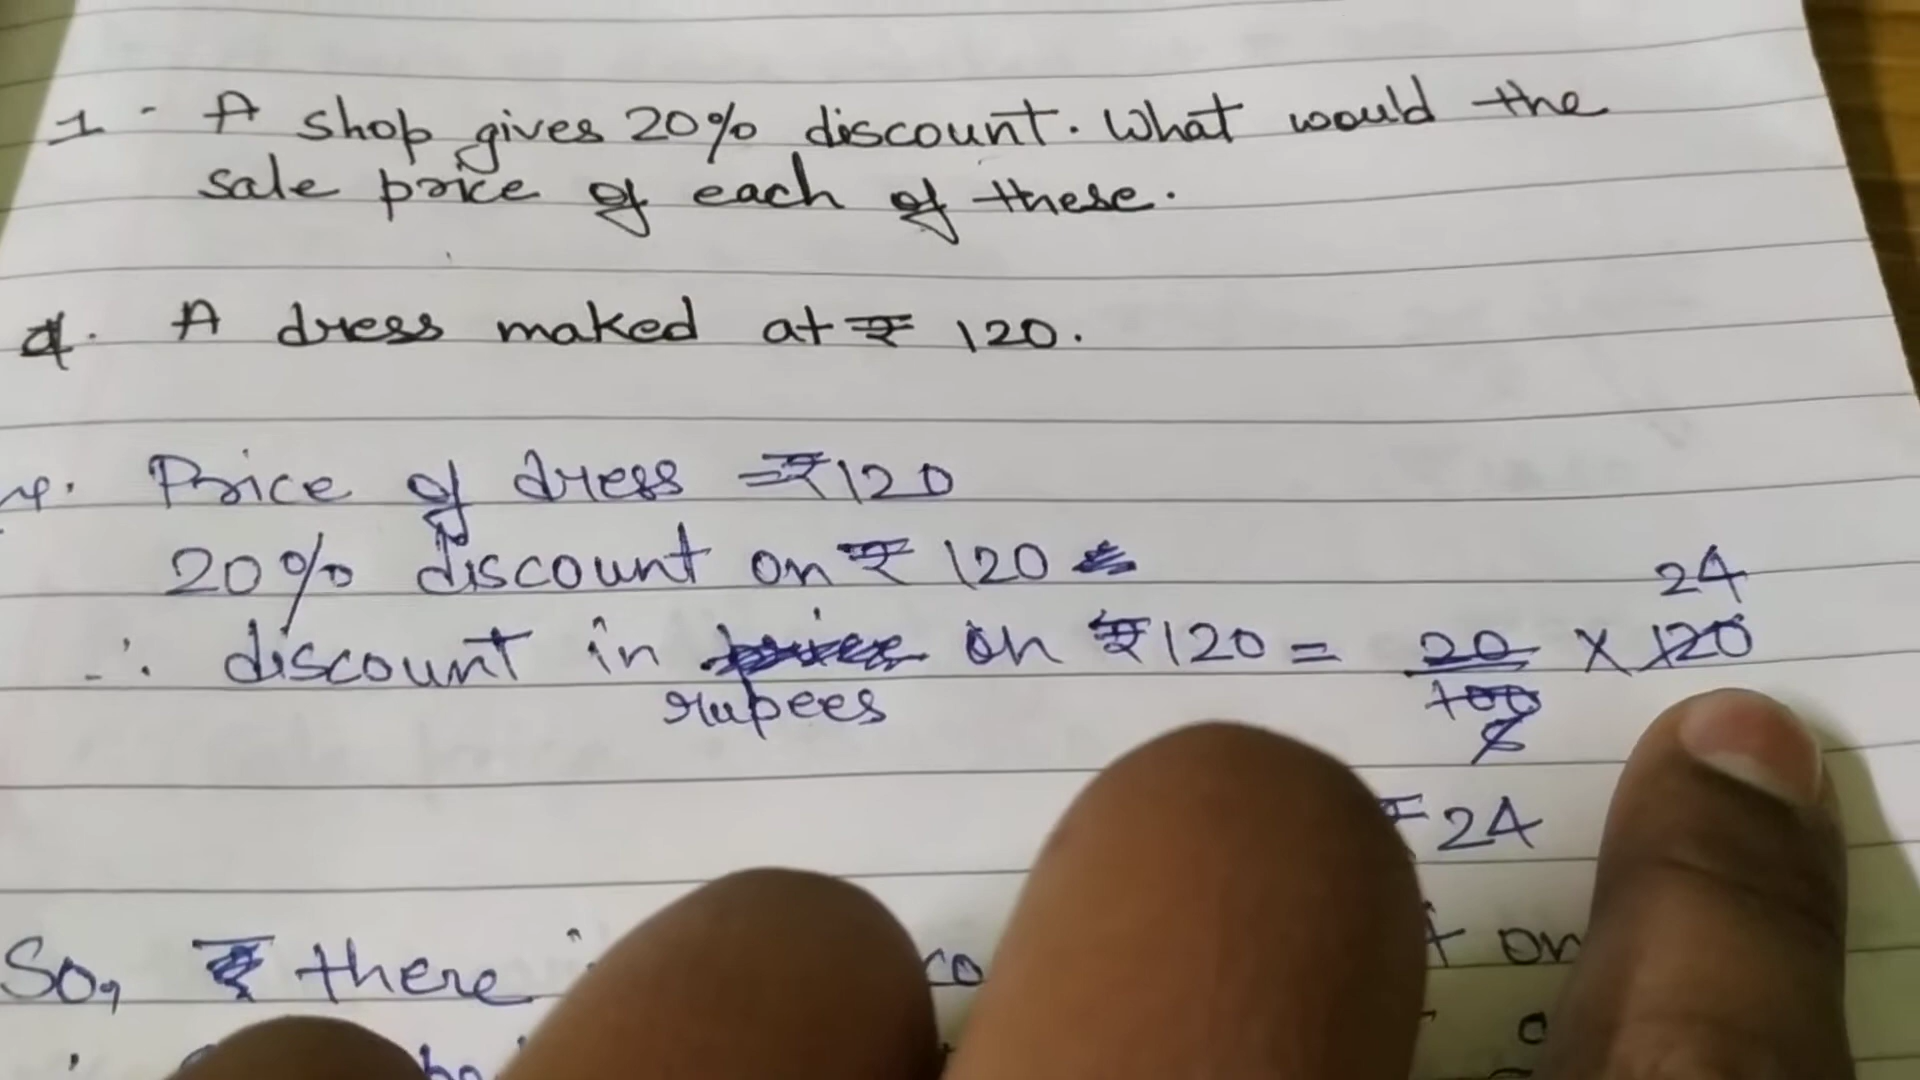 1. A shop gives 20% discount. What would the
sale price of each of these.
a. A dress maked at ₹ 120.
Price of dress = ₹120
20% discount on ₹ 120
24
∴ discount in on ₹120 = 20 × 120
rupees 100
5
= 24
So, ₹ there on